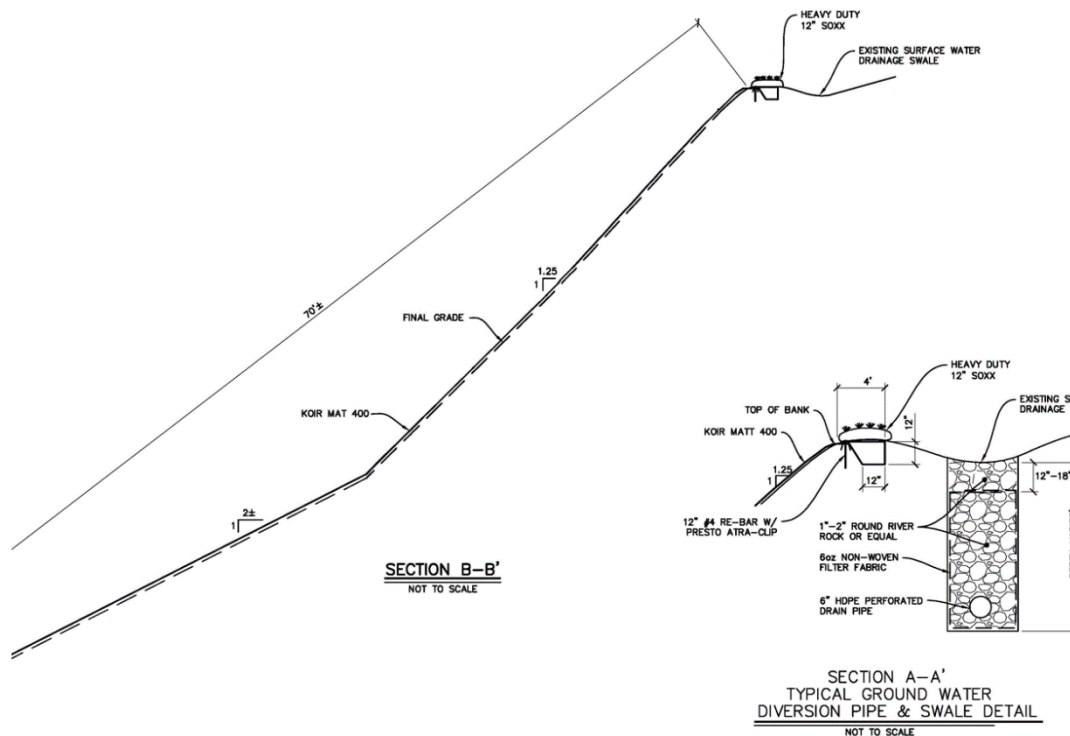 HEAVY DUTY
12" SOXX
EXISTING SURFACE WATER
DRAINAGE SWALE
1.25
1
70'±
FINAL GRADE
KOIR MAT 400
2±
1
SECTION B-B'
NOT TO SCALE
HEAVY DUTY
12" SOXX
4'
EXISTING S
DRAINAGE
TOP OF BANK
KOIR MATT 400
12"
1.25
1
12"
12"-18"
12" #4 RE-BAR W/
PRESTO ATRA-CLIP
1"-2" ROUND RIVER
ROCK OR EQUAL
6oz NON-WOVEN
FILTER FABRIC
6" HDPE PERFORATED
DRAIN PIPE
SECTION A-A'
TYPICAL GROUND WATER
DIVERSION PIPE & SWALE DETAIL
NOT TO SCALE